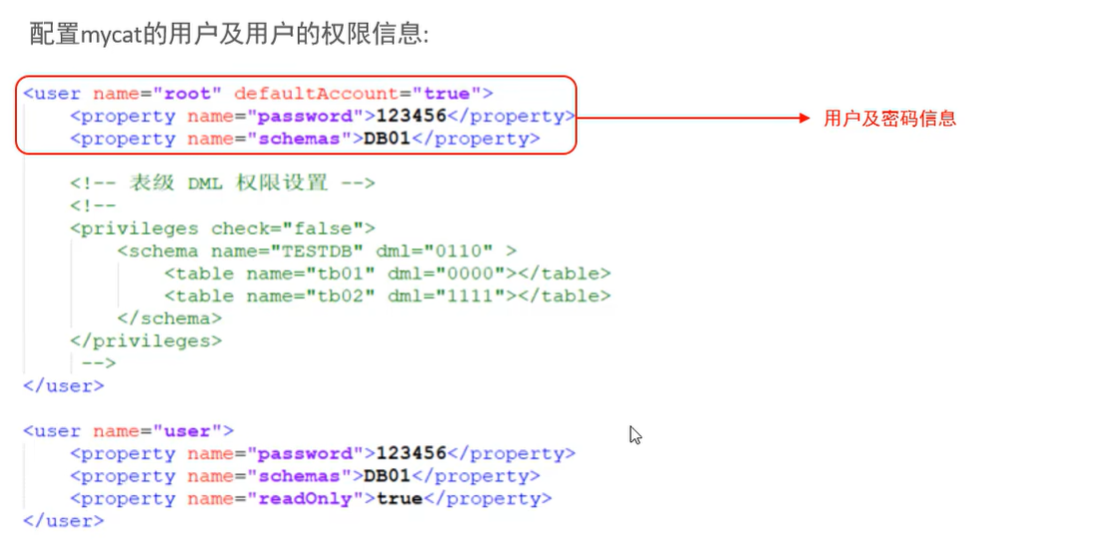 配置mycat的用户及用户的权限信息:
<user name="root" defaultAccount="true">
<property name="password">123456</property>
用户及密码信息
<property name="schemas">DB01</property>
<!-- 表级 DML 权限设置 -->
<!--
<privileges check="false">
<schema name="TESTDB" dml="0110" >
<table name="tb01" dml="0000"></table>
<table name="tb02" dml="1111"></table>
</schema>
</privileges>
-->
</user>
<user name="user">
<property name="password">123456</property>
<property name="schemas">DB01</property>
<property name="readOnly">true</property>
</user>